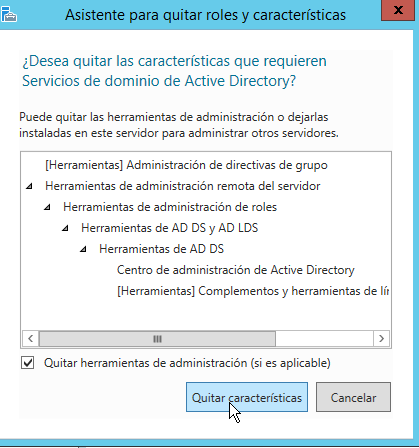 Asistente para quitar roles y características
x
¿Desea quitar las características que requieren
Servicios de dominio de Active Directory?
Puede quitar las herramientas de administración o dejarlas
instaladas en este servidor para administrar otros servidores.
[Herramientas] Administración de directivas de grupo
Herramientas de administración remota del servidor
Herramientas de administración de roles
Herramientas de AD DS y AD LDS
Herramientas de AD DS
Centro de administración de Active Directory
[Herramientas] Complementos y herramientas de
Quitar herramientas de administración (si es aplicable)
Quitar características
Cancelar